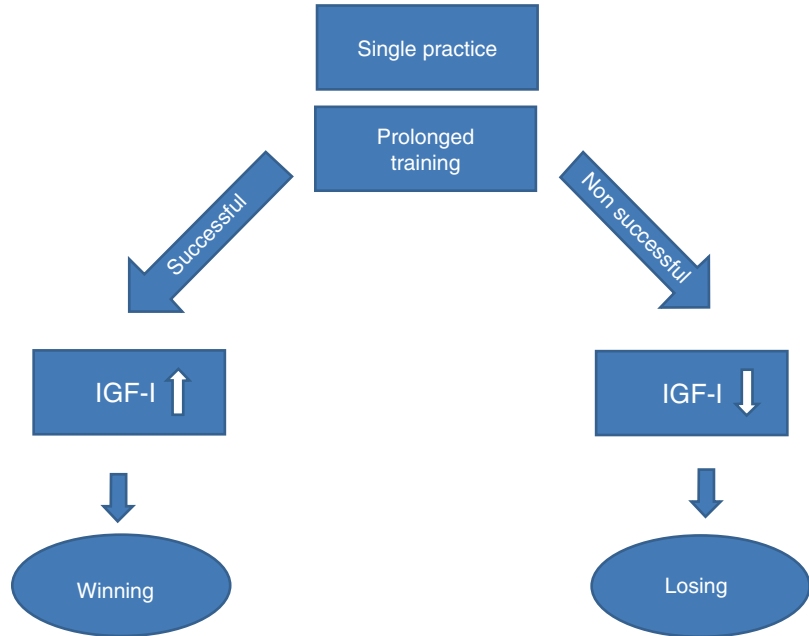 Single practice
Prolonged
training
Successful
Non successful
IGF-I
IGF-I
Winning
Losing